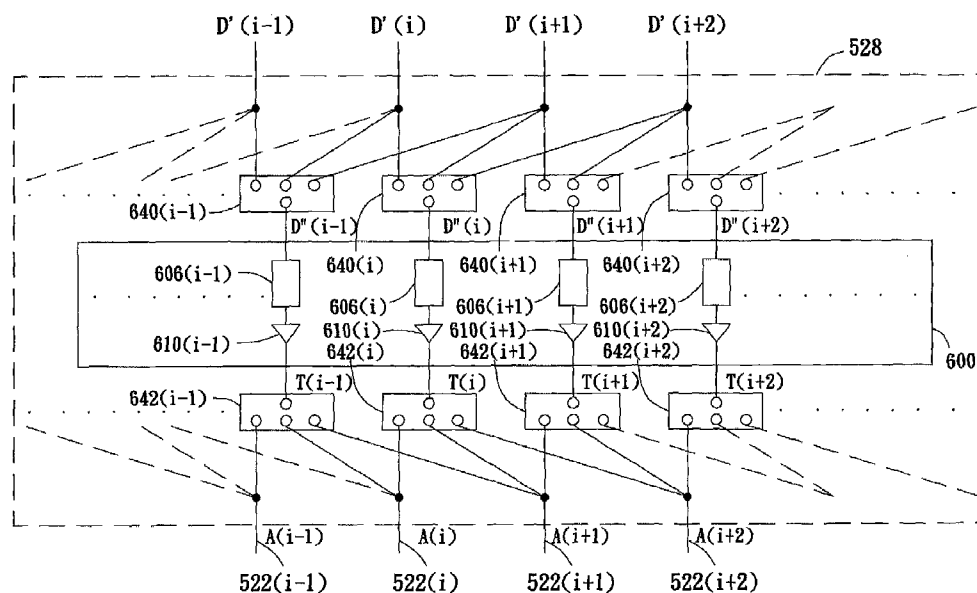 D'(i-1) D'(i) D'(i+1) D'(i+2)
528
640(i-1) D"(i-1) D"(i) D"(i+1) D"(i+2)
640(i) 640(i+1) 640(i+2)
606(i-1) 606(i) 606(i+1) 606(i+2)
610(i-1) 610(i) 610(i+1) 610(i+2)
642(i) 642(i+1) 642(i+2) 600
642(i-1) T(i-1) T(i) T(i+1) T(i+2)
A(i-1) A(i) A(i+1) A(i+2)
522(i-1) 522(i) 522(i+1) 522(i+2)